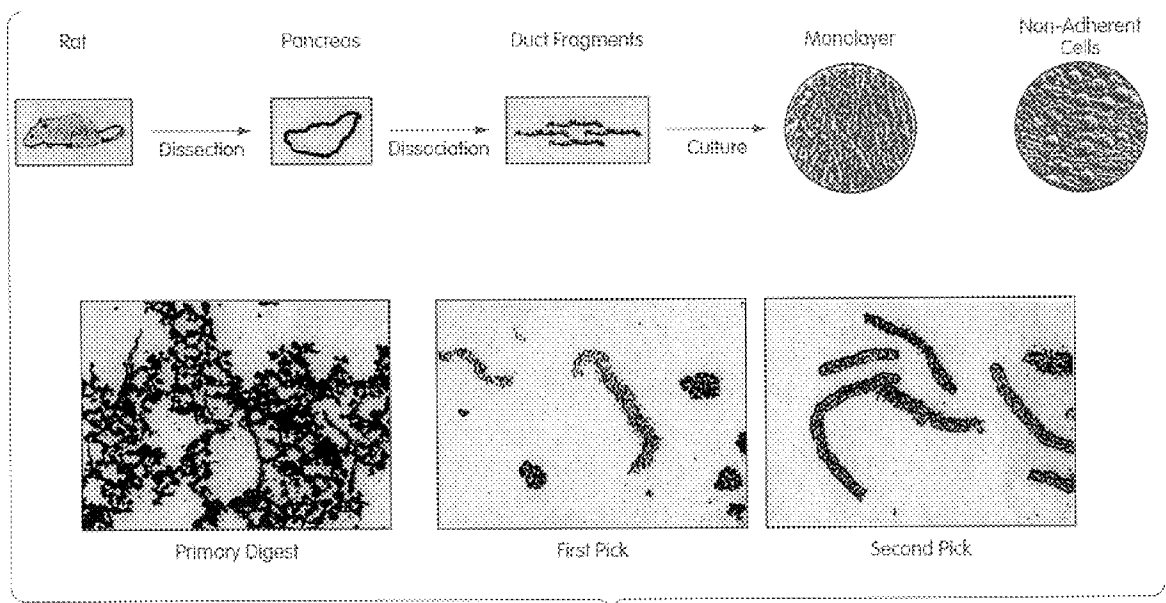 Rat
Pancreas
Duct Fragments
Monolayer
Non-Adherent
Cells
Dissection
Dissociation
Culture
Primary Digest
First Pick
Second Pick